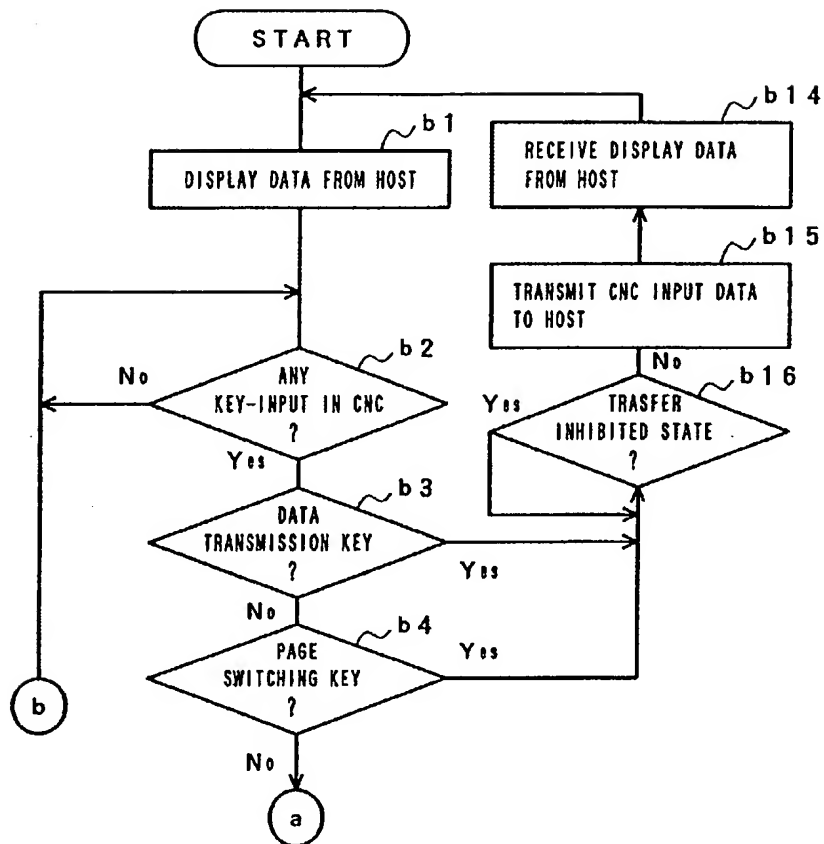 START
b1
DISPLAY DATA FROM HOST
b14
RECEIVE DISPLAY DATA
FROM HOST
b15
TRANSMIT CNC INPUT DATA
TO HOST
b2
No
ANY
KEY-INPUT IN CNC
?
Yes
No
b16
Yes
TRASFER
INHIBITED STATE
?
b3
DATA
TRANSMISSION KEY
?
Yes
No
b4
PAGE
SWITCHING KEY
?
Yes
No
b
a